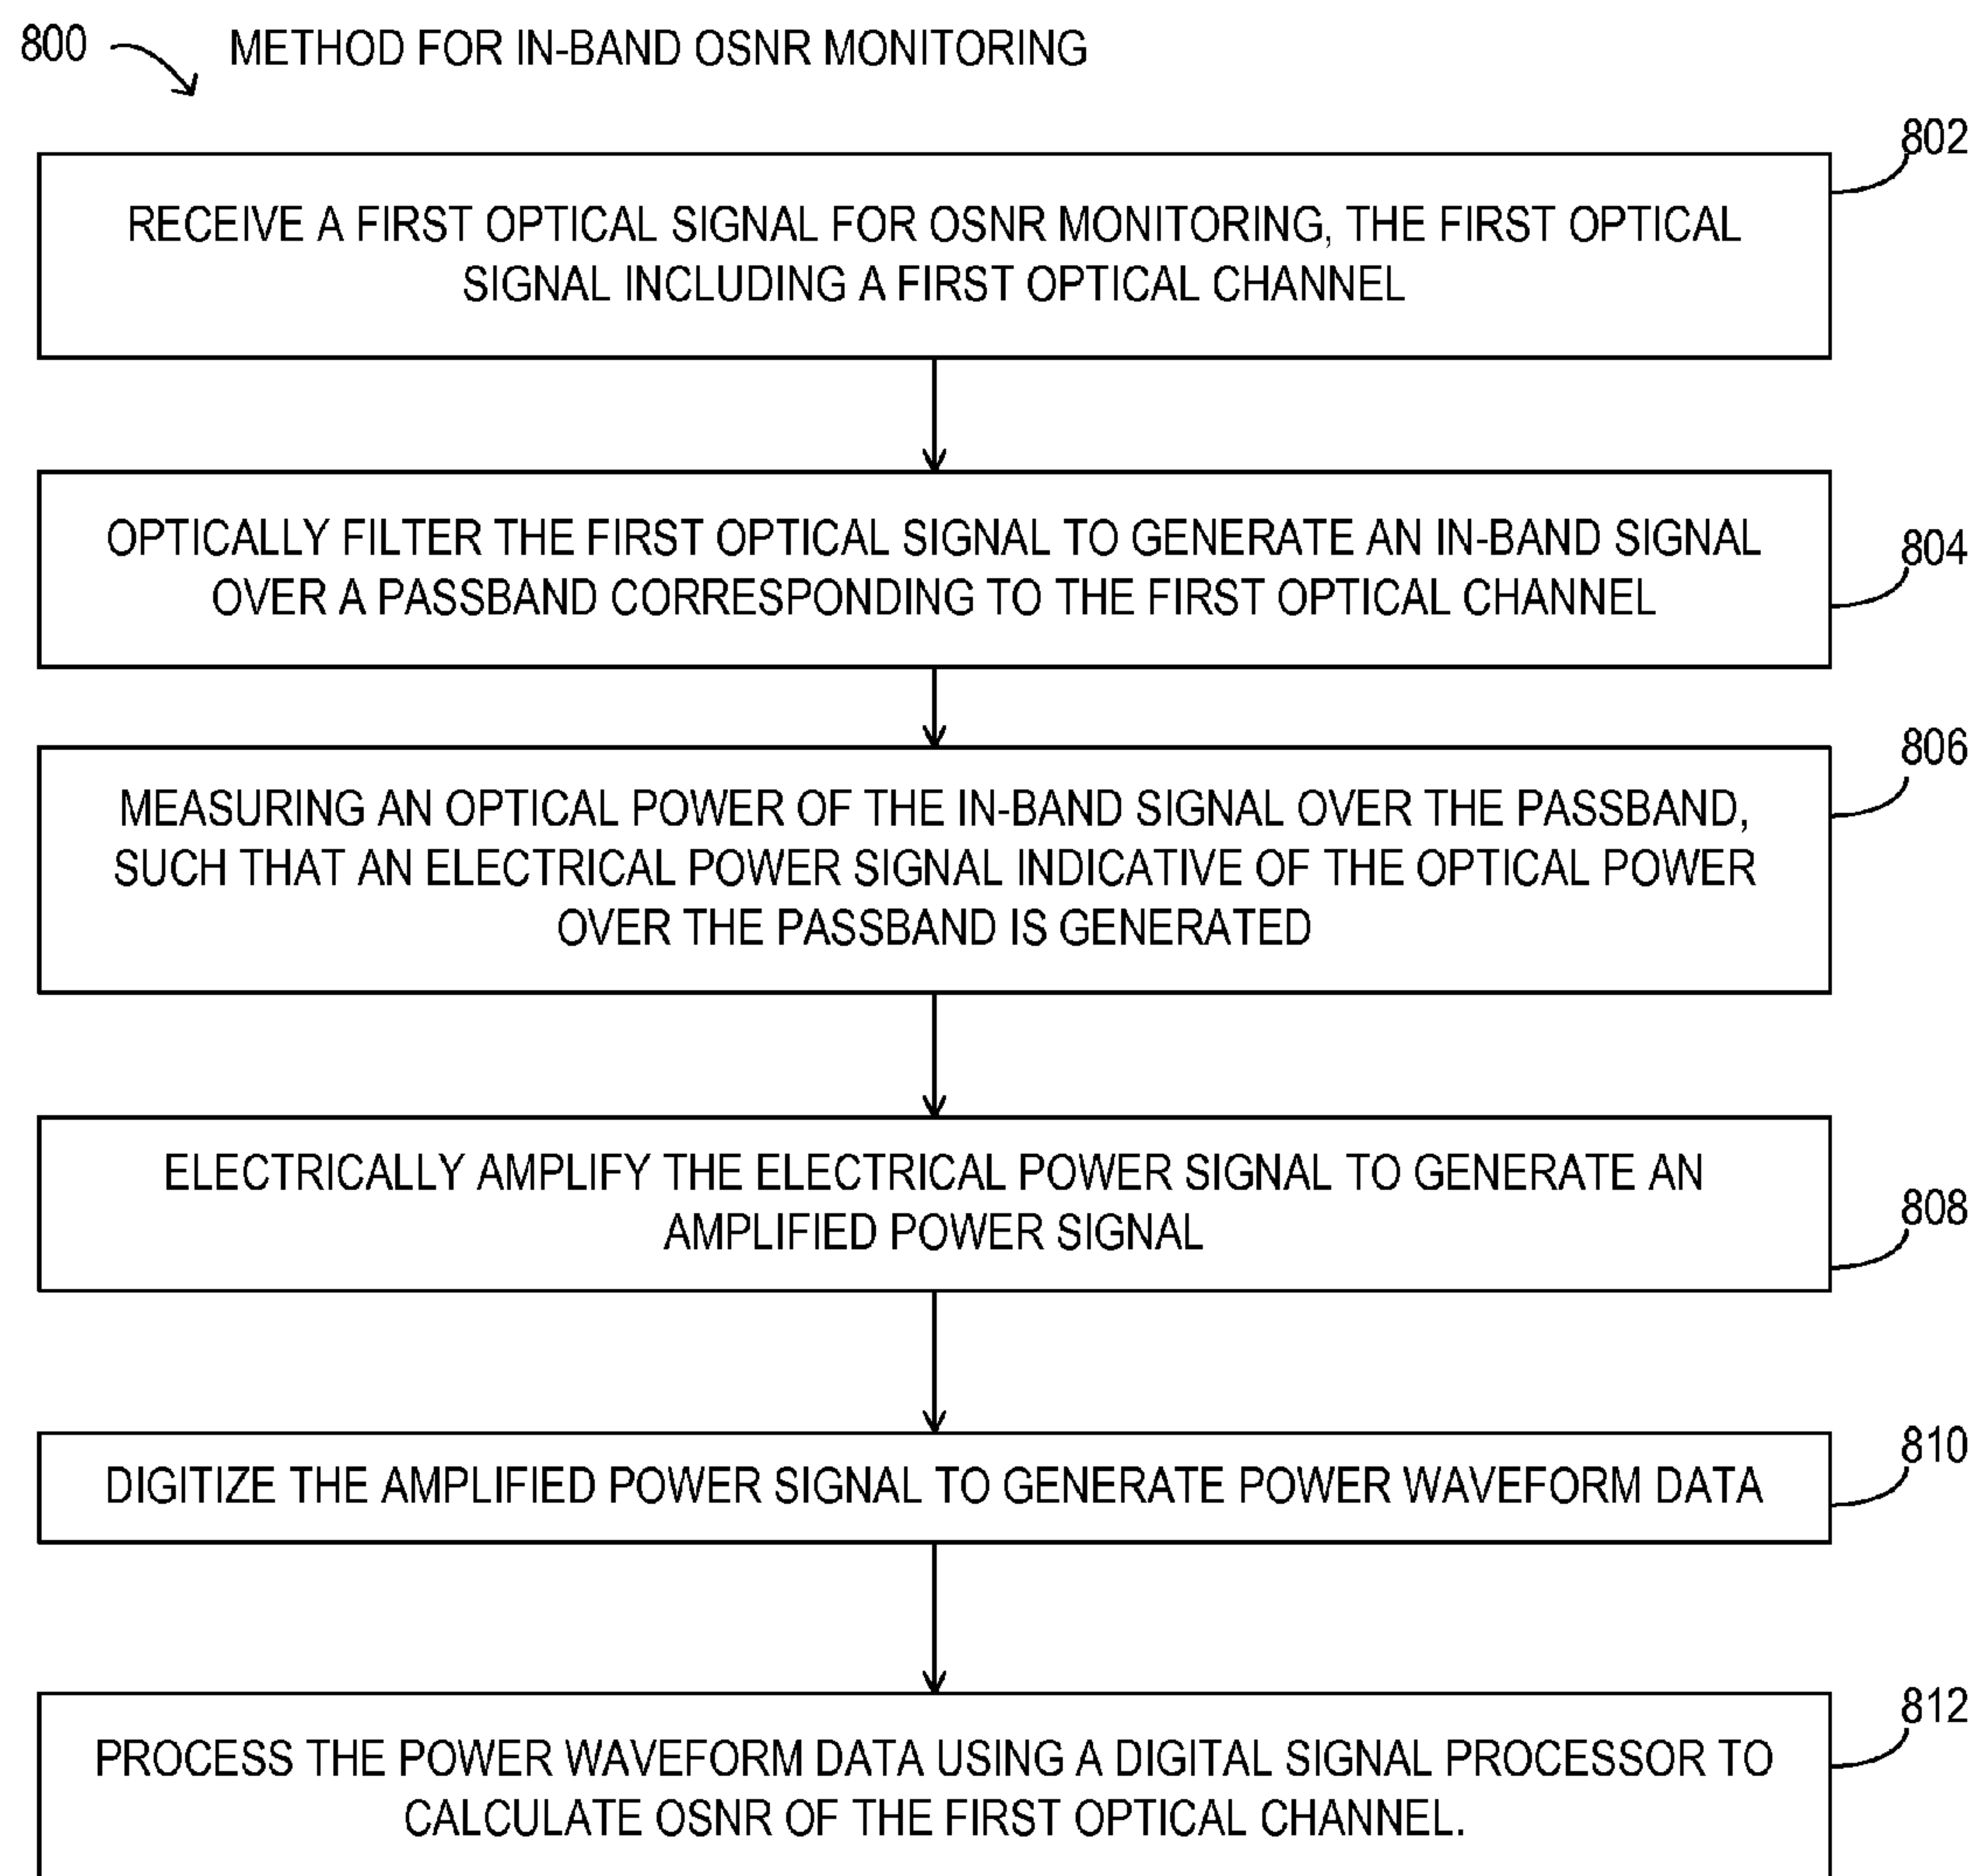 800
METHOD FOR IN-BAND OSNR MONITORING
802
RECEIVE A FIRST OPTICAL SIGNAL FOR OSNR MONITORING, THE FIRST OPTICAL
SIGNAL INCLUDING A FIRST OPTICAL CHANNEL
804
OPTICALLY FILTER THE FIRST OPTICAL SIGNAL TO GENERATE AN IN-BAND SIGNAL
OVER A PASSBAND CORRESPONDING TO THE FIRST OPTICAL CHANNEL
806
MEASURING AN OPTICAL POWER OF THE IN-BAND SIGNAL OVER THE PASSBAND,
SUCH THAT AN ELECTRICAL POWER SIGNAL INDICATIVE OF THE OPTICAL POWER
OVER THE PASSBAND IS GENERATED
808
ELECTRICALLY AMPLIFY THE ELECTRICAL POWER SIGNAL TO GENERATE AN
AMPLIFIED POWER SIGNAL
810
DIGITIZE THE AMPLIFIED POWER SIGNAL TO GENERATE POWER WAVEFORM DATA
812
PROCESS THE POWER WAVEFORM DATA USING A DIGITAL SIGNAL PROCESSOR TO
CALCULATE OSNR OF THE FIRST OPTICAL CHANNEL.